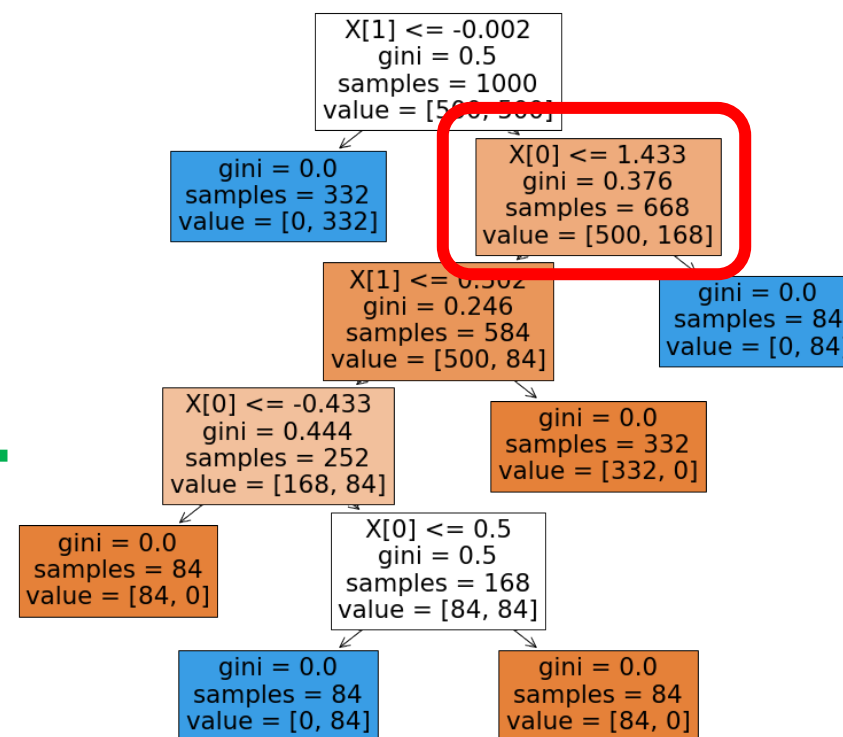 X[1] <= -0.002
gini = 0.5
samples = 1000
value = [500, 500]
gini = 0.0
samples = 332
value = [0, 332]
X[0] <= 1.433
gini = 0.376
samples = 668
value = [500, 168]
X[1] <= 0.502
gini = 0.246
samples = 584
value = [500, 84]
gini = 0.0
samples = 84
value = [0, 84
X[0] <= -0.433
gini = 0.444
samples = 252
value = [168, 84]
gini = 0.0
samples = 332
value = [332, 0]
gini = 0.0
samples = 84
value = [84, 0]
X[0] <= 0.5
gini = 0.5
samples = 168
value = [84, 84]
gini = 0.0
samples = 84
value = [0, 84]
gini = 0.0
samples = 84
value = [84, 0]